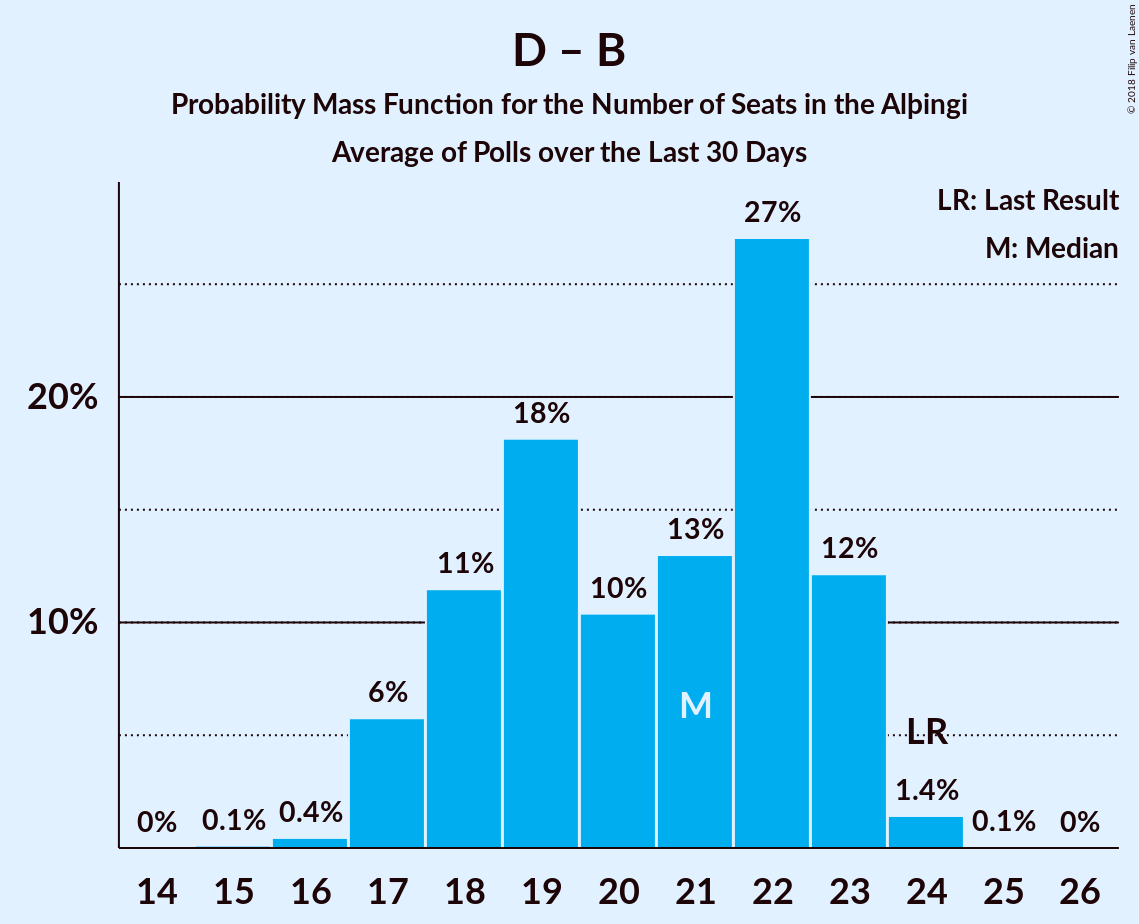 D – B
Probability Mass Function for the Number of Seats in the Alþingi
Average of Polls over the Last 30 Days
© 2018 Filip van Laenen
LR: Last Result
M: Median
27%
20%
18%
13%
12%
11%
10%
10%
6%
M
LR
1.4%
0.4%
0% 0.1% 0.1% 0%
14 15 16 17 18 19 20 21 22 23 24 25 26